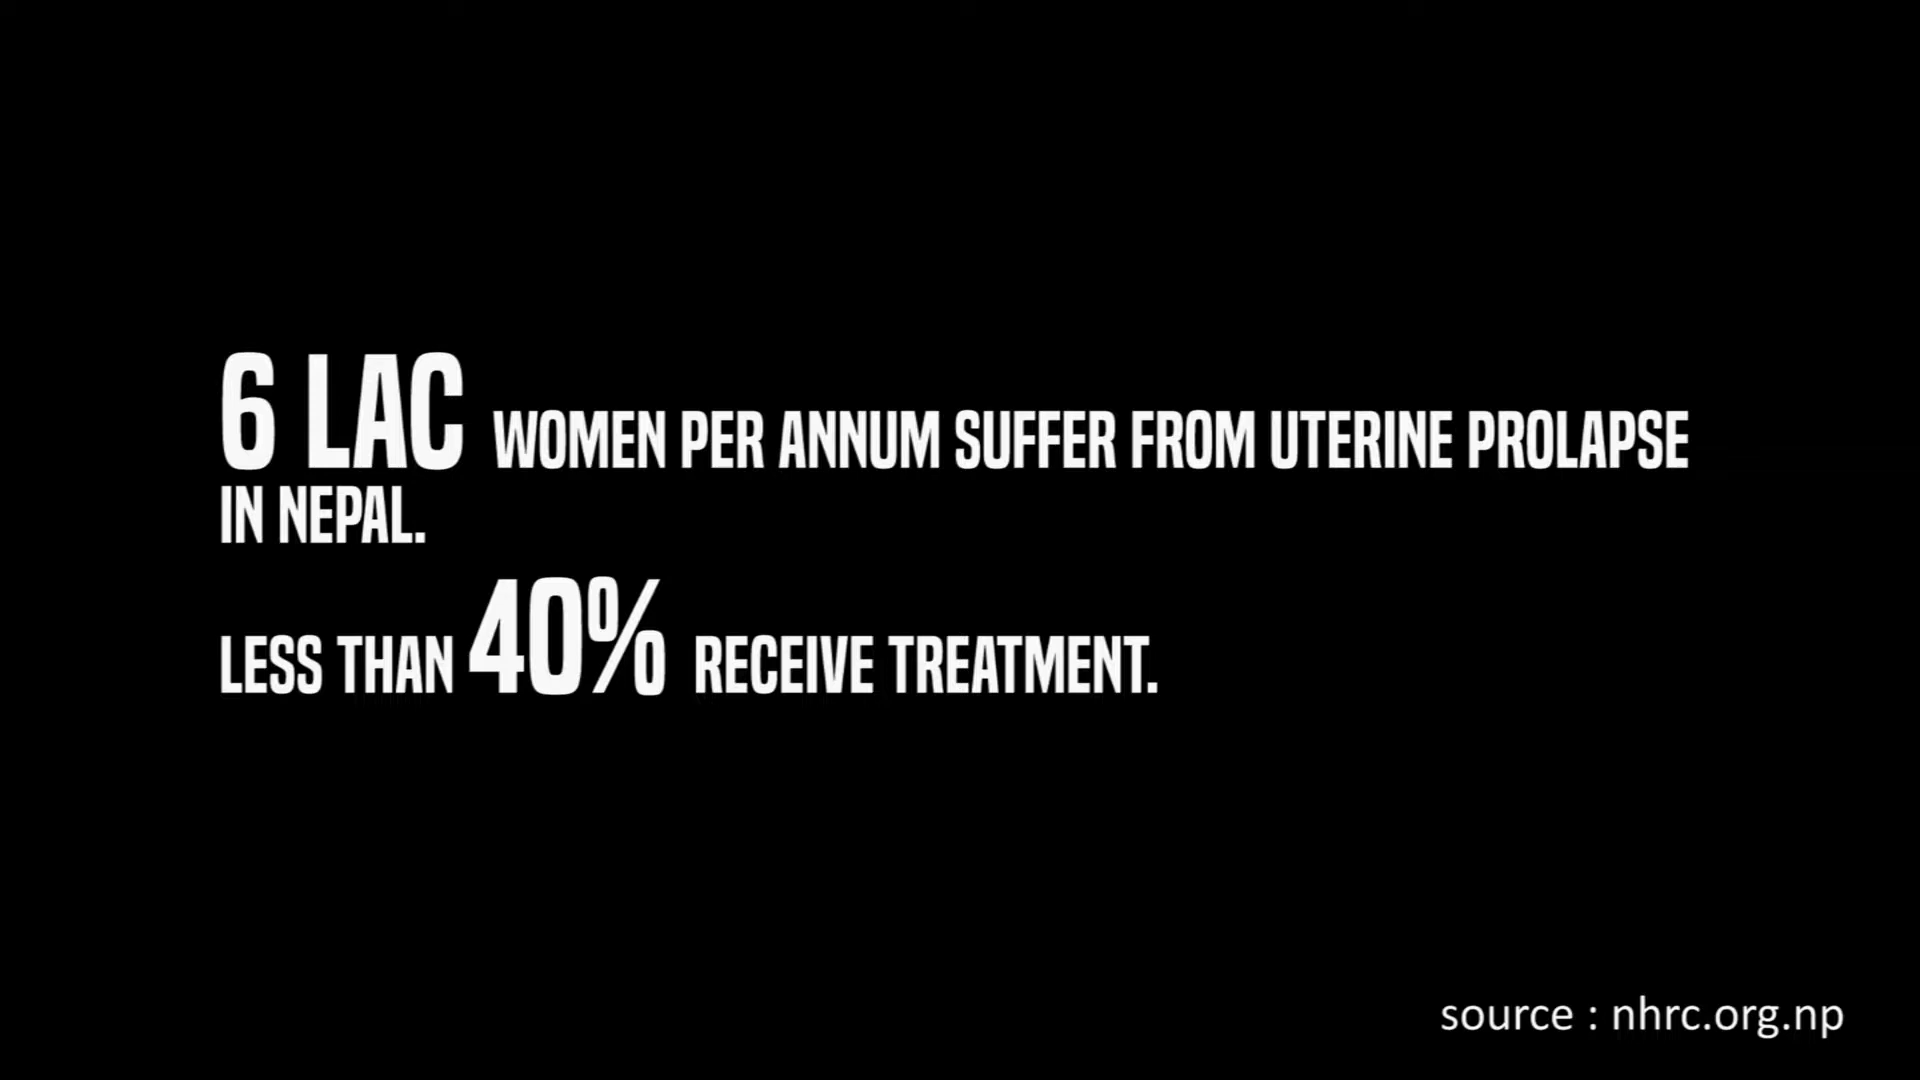 6 LAC WOMEN PER ANNUM SUFFER FROM UTERINE PROLAPSE
IN NEPAL.
LESS THAN 40% RECEIVE TREATMENT.
source : nhrc.org.np